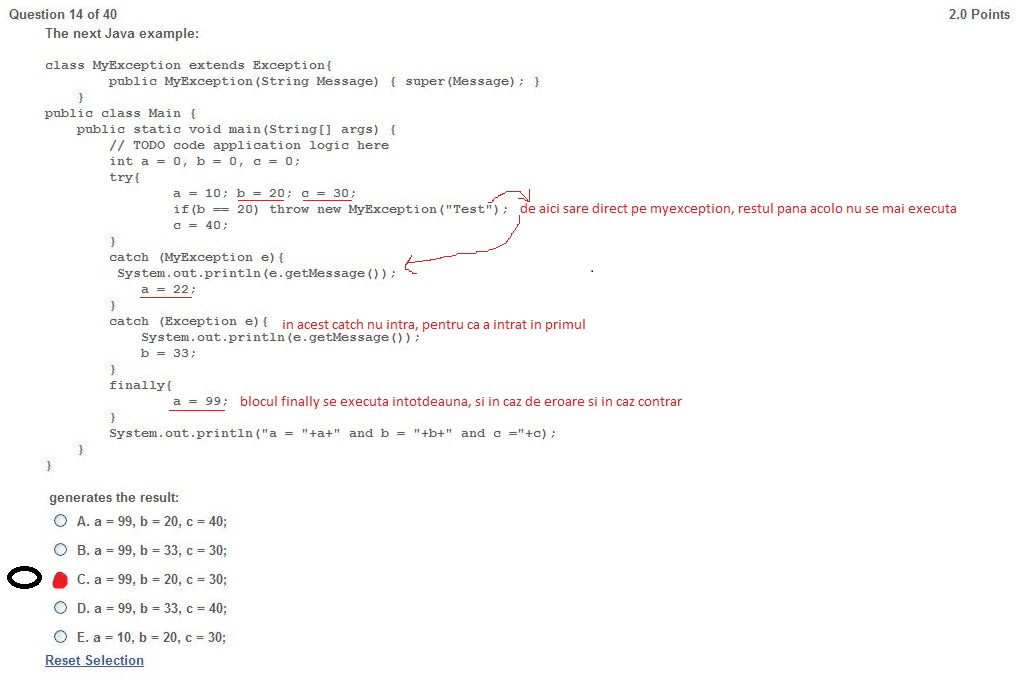 Question 14 of 40 2.0 Points
The next Java example:
class MyException extends Exception{
public MyException(String Message) { super(Message); }
}
public class Main {
public static void main(String[] args) {
// TODO code application logic here
int a = 0, b = 0, c = 0;
try{
a = 10; b = 20; c = 30;
if(b == 20) throw new MyException("Test"); de aici sare direct pe myexception, restul pana acolo nu se mai executa
c = 40;
}
catch (MyException e){
System.out.println(e.getMessage());
a = 22;
}
catch (Exception e){ in acest catch nu intra, pentru ca a intrat in primul
System.out.println(e.getMessage());
b = 33;
}
finally{
a = 99; blocul finally se executa intotdeauna, si in caz de eroare si in caz contrar
}
System.out.println("a = "+a+" and b = "+b+" and c ="+c);
}
}
generates the result:
A. a = 99, b = 20, c = 40;
B. a = 99, b = 33, c = 30;
C. a = 99, b = 20, c = 30;
D. a = 99, b = 33, c = 40;
E. a = 10, b = 20, c = 30;
Reset Selection